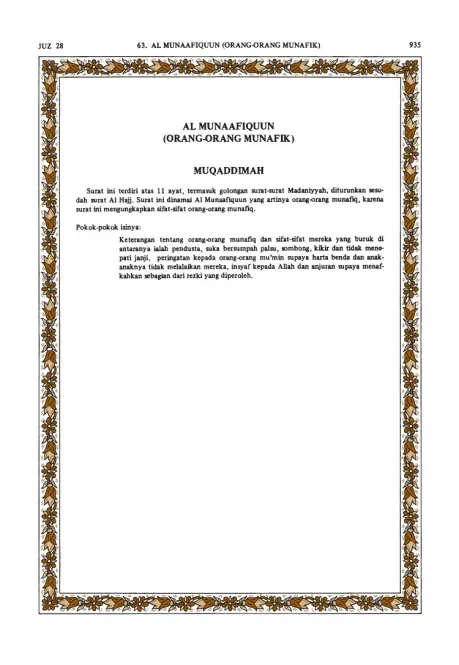 JUZ 28 63. AL MUNAAFIQUUN (ORANG-ORANG MUNAFIK) 935
AL MUNAAFIQUUN
(ORANG-ORANG MUNAFIK)
MUQADDIMAH
Surat ini terdiri atas 11 ayat, termasuk golongan surat-surat Madaniyyah, diturunkan sesu-
dah surat Al Hajj. Surat ini dinamai Al Munaafiquun yang artinya orang-orang munafiq, karena
surat ini mengungkapkan sifat-sifat orang-orang munafiq.
Pokok-pokok isinya:
Keterangan tentang orang-orang munafiq dan sifat-sifat mereka yang buruk di
antaranya ialah pendusta, suka bersumpah palsu, sombong, kikir dan tidak mene-
pati janji, peringatan kepada orang-orang mu'min supaya harta benda dan anak-
anaknya tidak melalaikan mereka, insyaf kepada Allah dan anjuran supaya menaf-
kahkan sebagian dari rezki yang diperoleh.